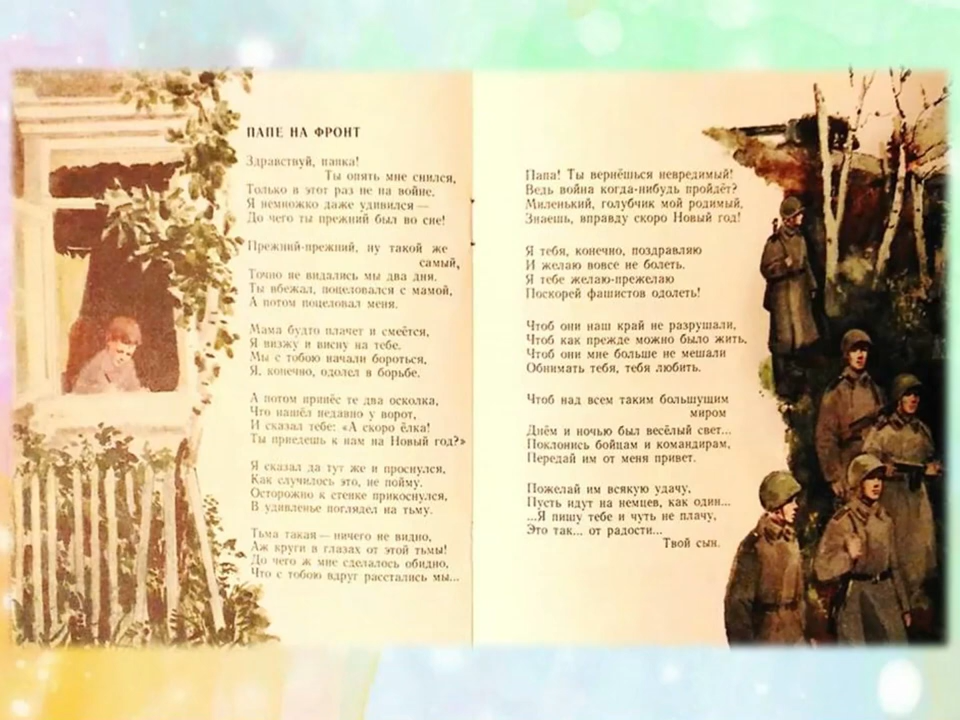 ПАПЕ НА ФРОНТ
Здравствуй, папка!
Ты опять мне снился,
Только в этот раз не на войне.
Я немножко даже удивился —
До чего ты прежний был во сне!
Прежний-прежний, ну такой же
самый,
Точно не видались мы два дня.
Ты вбежал, поцеловался с мамой,
А потом поцеловал меня.
Мама будто плачет и смеётся,
Я визжу и висну на тебе.
Мы с тобою начали бороться,
Я, конечно, одолел в борьбе.
А потом принёс те два осколка,
Что нашёл недавно у ворот,
И сказал тебе: «А скоро ёлка!
Ты приедешь к нам на Новый год?»
Я сказал да тут же и проснулся,
Как случилось это, не пойму.
Осторожно к стенке прикоснулся,
В удивленье поглядел на тьму.
Тьма такая — ничего не видно,
Аж круги в глазах от этой тьмы!
До чего ж мне сделалось обидно,
Что с тобою вдруг расстались мы...
Папа! Ты вернёшься невредимый!
Ведь война когда-нибудь пройдёт?
Миленький, голубчик мой родимый,
Знаешь, вправду скоро Новый год!
Я тебя, конечно, поздравляю
И желаю вовсе не болеть.
Я тебе желаю-прежелаю
Поскорей фашистов одолеть!
Чтоб они наш край не разрушали,
Чтоб как прежде можно было жить,
Чтоб они мне больше не мешали
Обнимать тебя, тебя любить.
Чтоб над всем таким большущим
миром
Днём и ночью был весёлый свет...
Поклонись бойцам и командирам,
Передай им от меня привет.
Пожелай им всякую удачу,
Пусть идут на немцев, как один...
...Я пишу тебе и чуть не плачу,
Это так... от радости...
Твой сын.